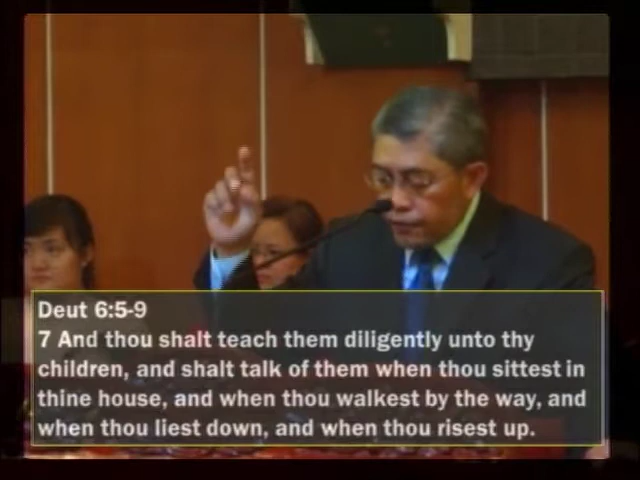 Deut 6:5-9
7 And thou shalt teach them diligently unto thy
children, and shalt talk of them when thou sittest in
thine house, and when thou walkest by the way, and
when thou liest down, and when thou risest up.